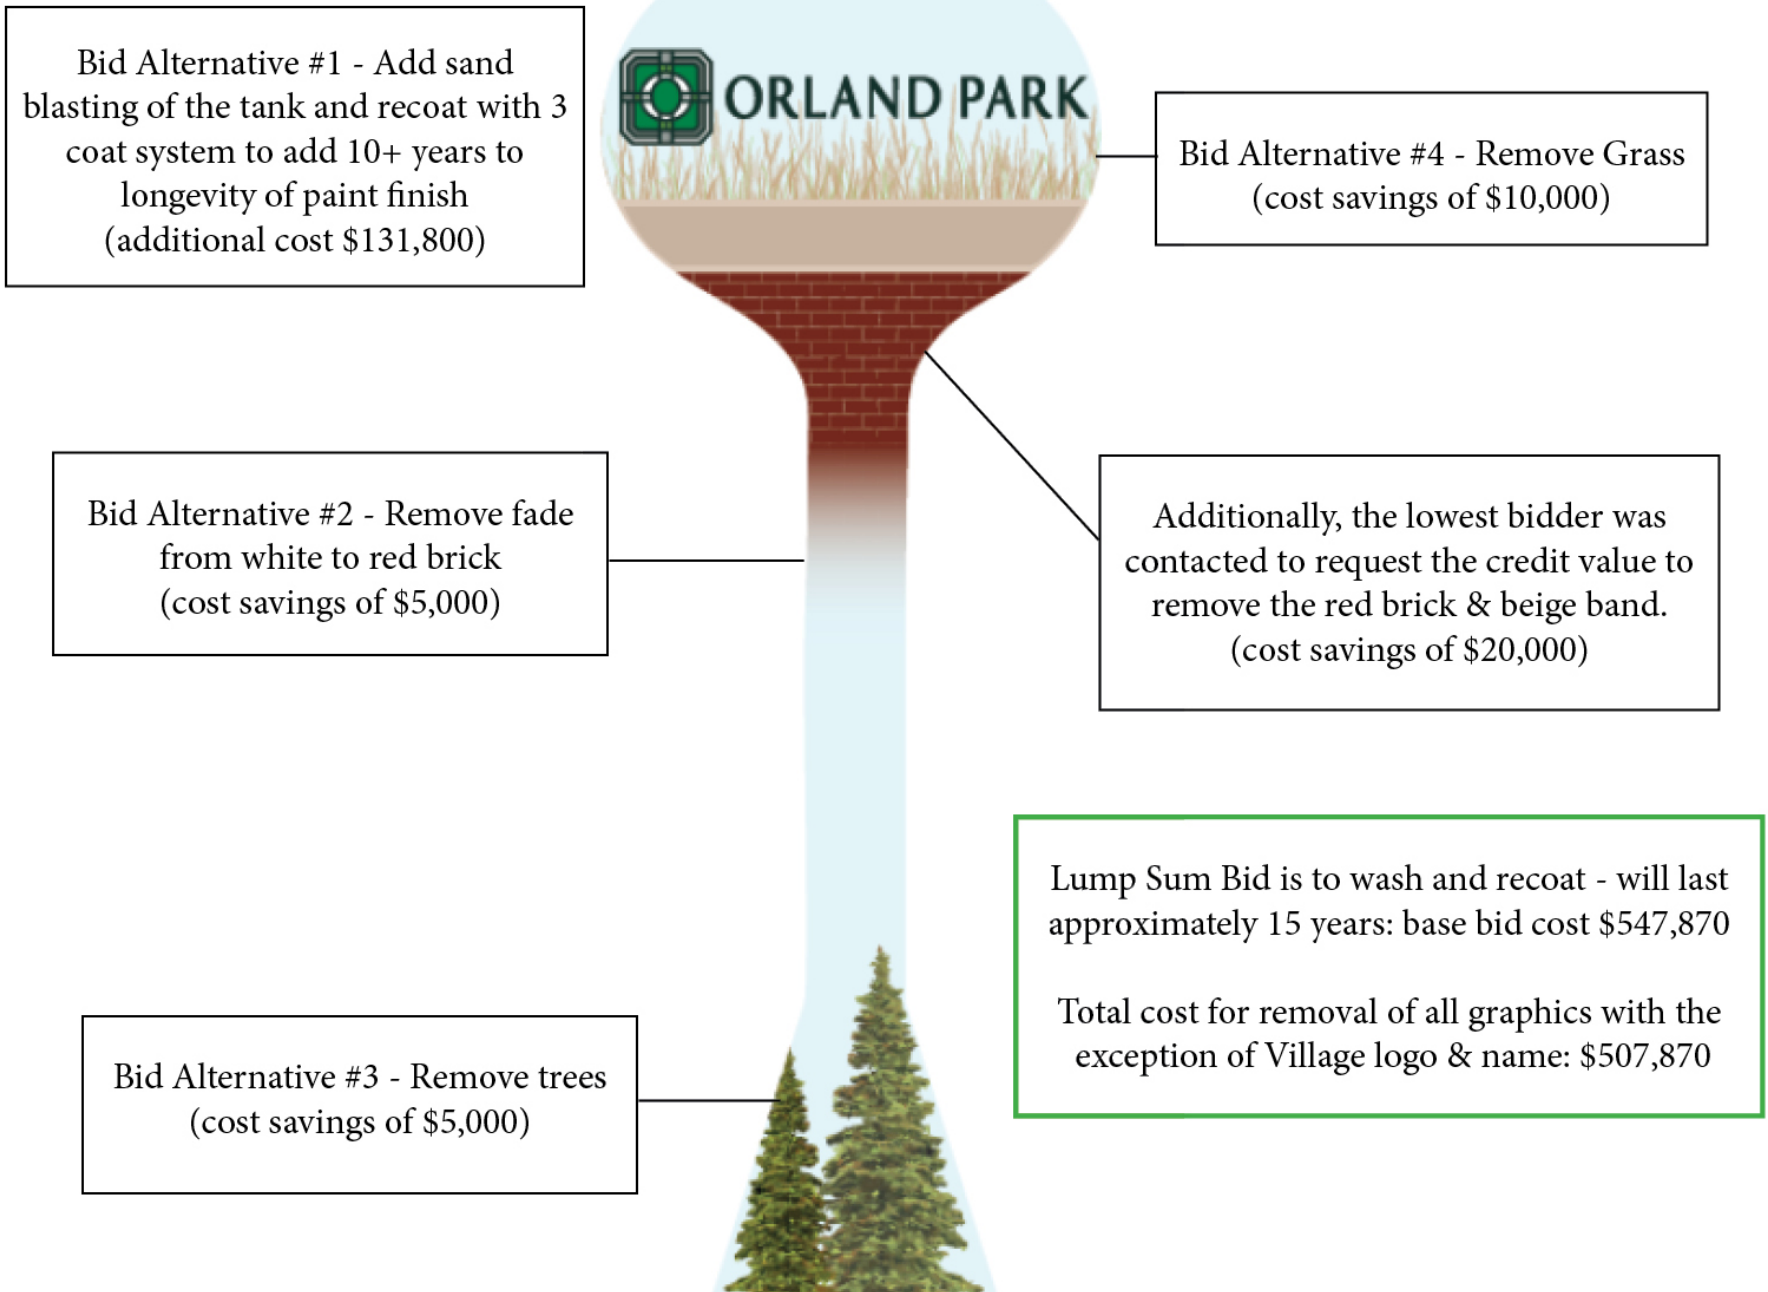 Bid Alternative #1 - Add sand
blasting of the tank and recoat with 3
coat system to add 10+ years to
longevity of paint finish
(additional cost $131,800)
ORLAND PARK
Bid Alternative #4 - Remove Grass
(cost savings of $10,000)
Bid Alternative #2 - Remove fade
from white to red brick
(cost savings of $5,000)
Additionally, the lowest bidder was
contacted to request the credit value to
remove the red brick & beige band.
(cost savings of $20,000)
Lump Sum Bid is to wash and recoat - will last
approximately 15 years: base bid cost $547,870
Total cost for removal of all graphics with the
exception of Village logo & name: $507,870
Bid Alternative #3 - Remove trees
(cost savings of $5,000)